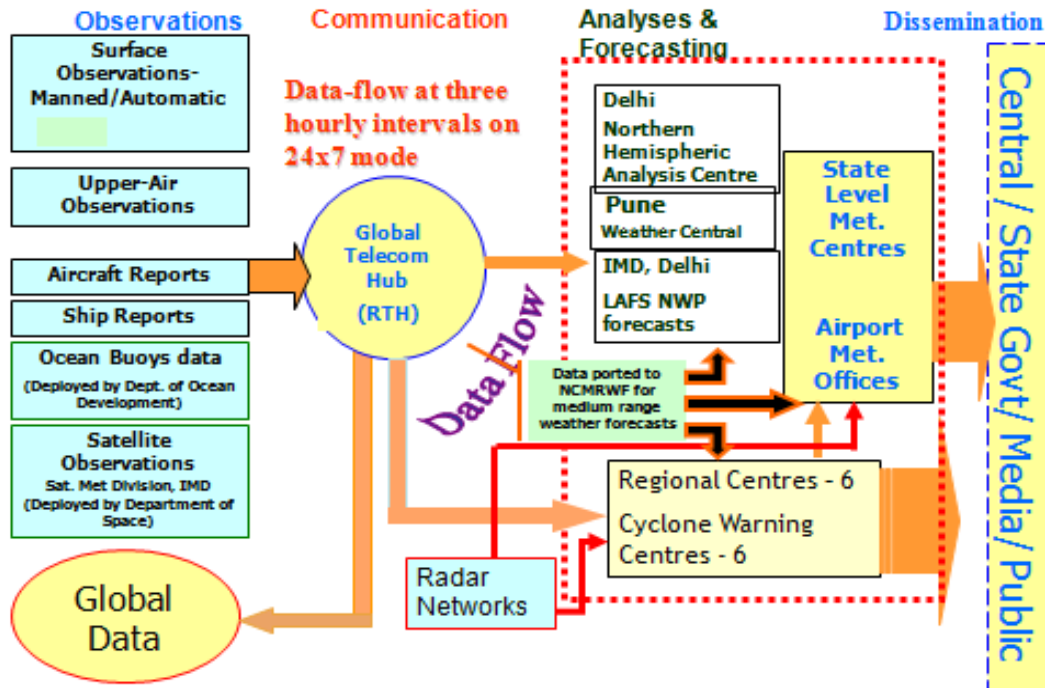 Observations
Communication
Analyses &
Forecasting
Dissemination
Surface
Observations-
Manned/Automatic
Upper-Air
Observations
Aircraft Reports
Ship Reports
Ocean Buoys data
(Deployed by Dept. of Ocean
Development)
Satellite
Observations
Sat. Met Division, IMD
(Deployed by Department of
Space)
Global
Data
Data-flow at three
hourly intervals on
24x7 mode
Global
Telecom
Hub
(RTH)
Data Flow
Radar
Networks
Delhi
Northern
Hemispheric
Analysis Centre
Pune
Weather Central
IMD, Delhi
LAFS NWP
forecasts
Data ported to
NCMRWF for
medium range
weather forecasts
State
Level
Met.
Centres
Airport
Met.
Offices
Regional Centres - 6
Cyclone Warning
Centres - 6
Central / State Govt/ Media/ Public